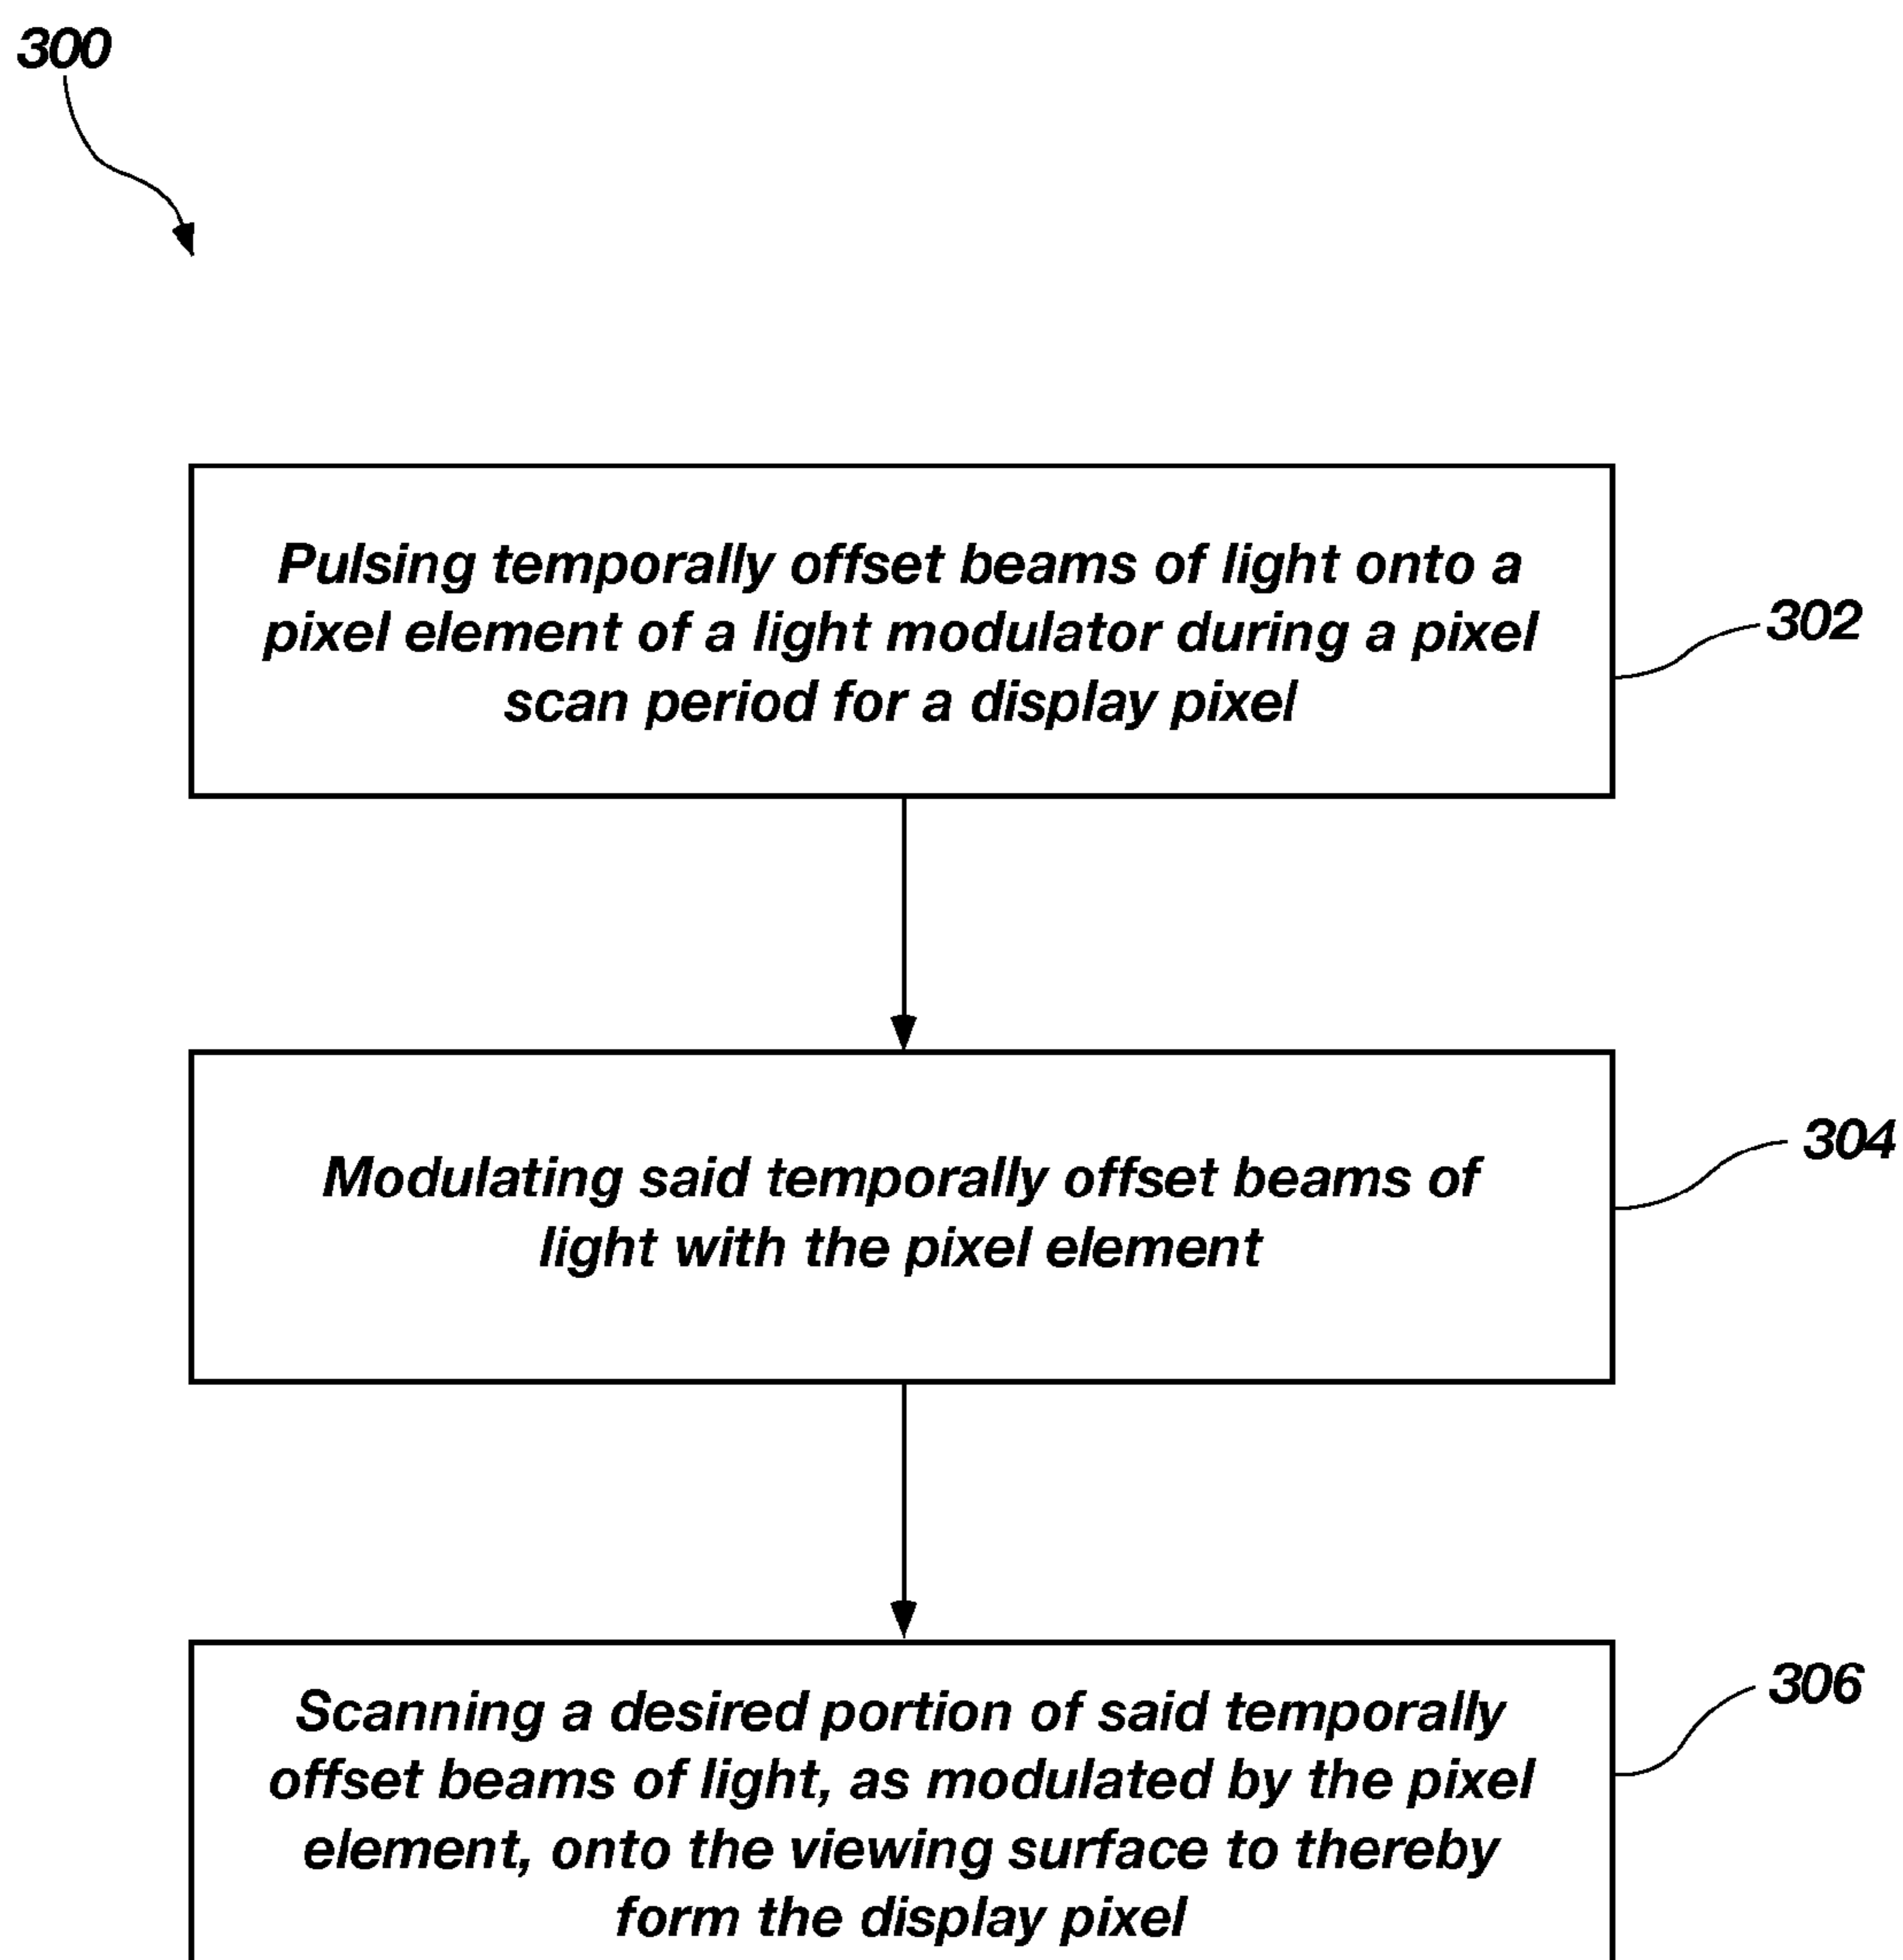 300
Pulsing temporally offset beams of light onto a
pixel element of a light modulator during a pixel
scan period for a display pixel
302
Modulating said temporally offset beams of
light with the pixel element
304
Scanning a desired portion of said temporally
offset beams of light, as modulated by the pixel
element, onto the viewing surface to thereby
form the display pixel
306